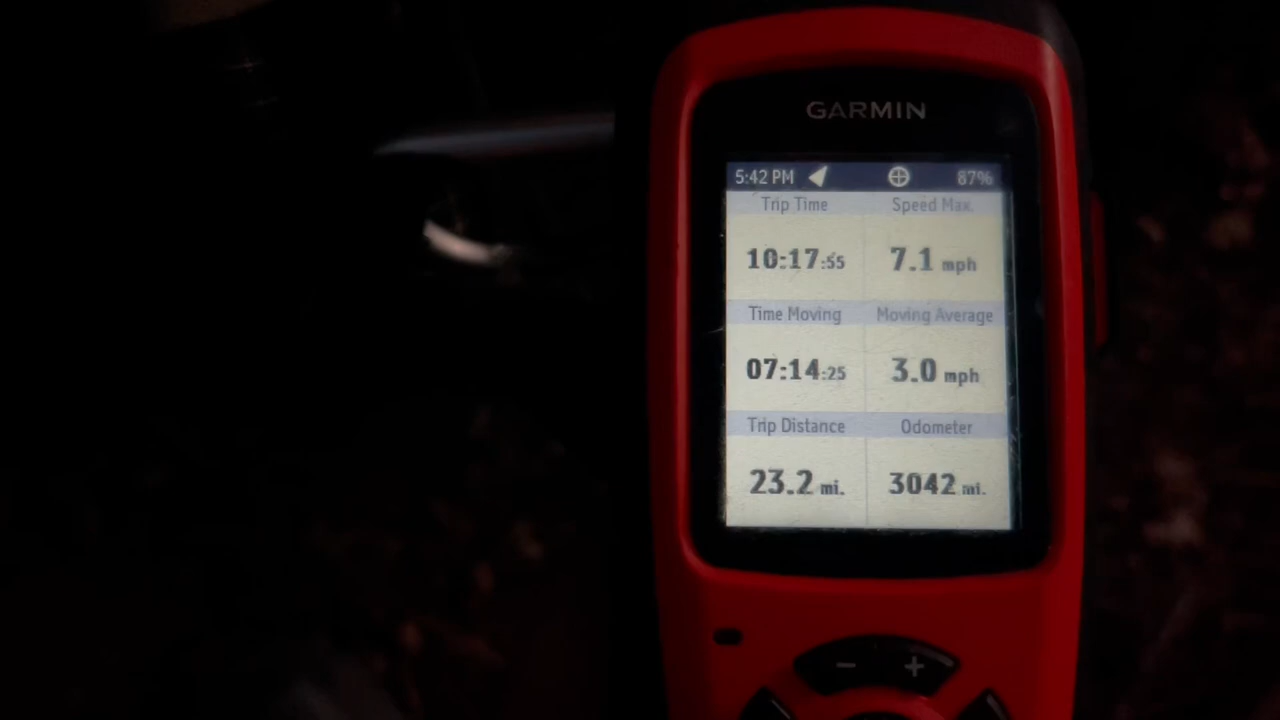 GARMIN
5:42 PM 87%
Trip Time Speed Max.
10:17:55 7.1 mph
Time Moving Moving Average
07:14:25 3.0 mph
Trip Distance Odometer
23.2 mi. 3042 mi.
- +